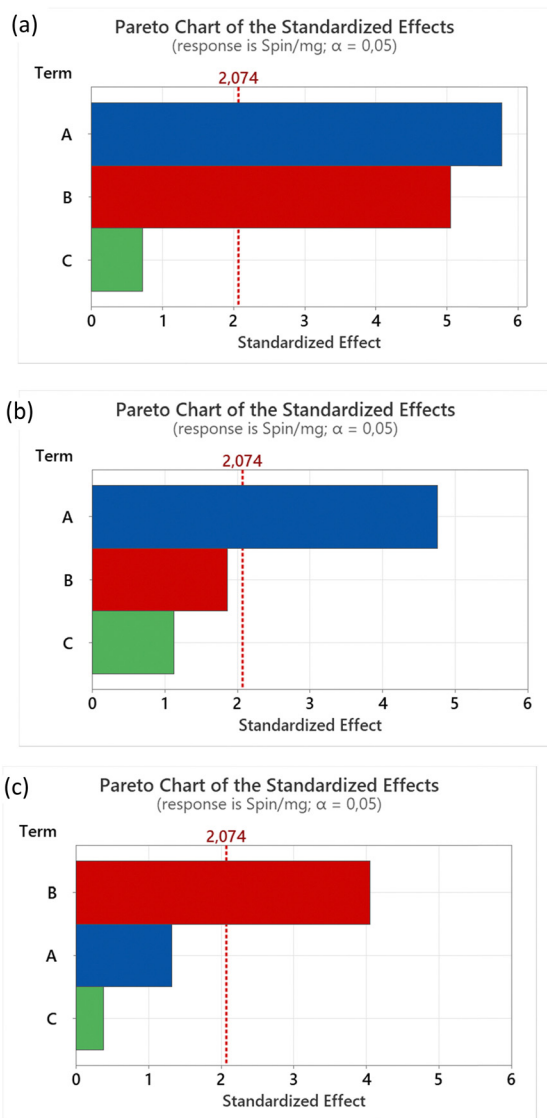 (a)
Pareto Chart of the Standardized Effects
(response is Spin/mg; α = 0,05)
Term
2,074
A
B
C
0 1 2 3 4 5 6
Standardized Effect
(b)
Pareto Chart of the Standardized Effects
(response is Spin/mg; α = 0,05)
Term
2,074
A
B
C
0 1 2 3 4 5 6
Standardized Effect
(c)
Pareto Chart of the Standardized Effects
(response is Spin/mg; α = 0,05)
Term
2,074
B
A
C
0 1 2 3 4 5 6
Standardized Effect